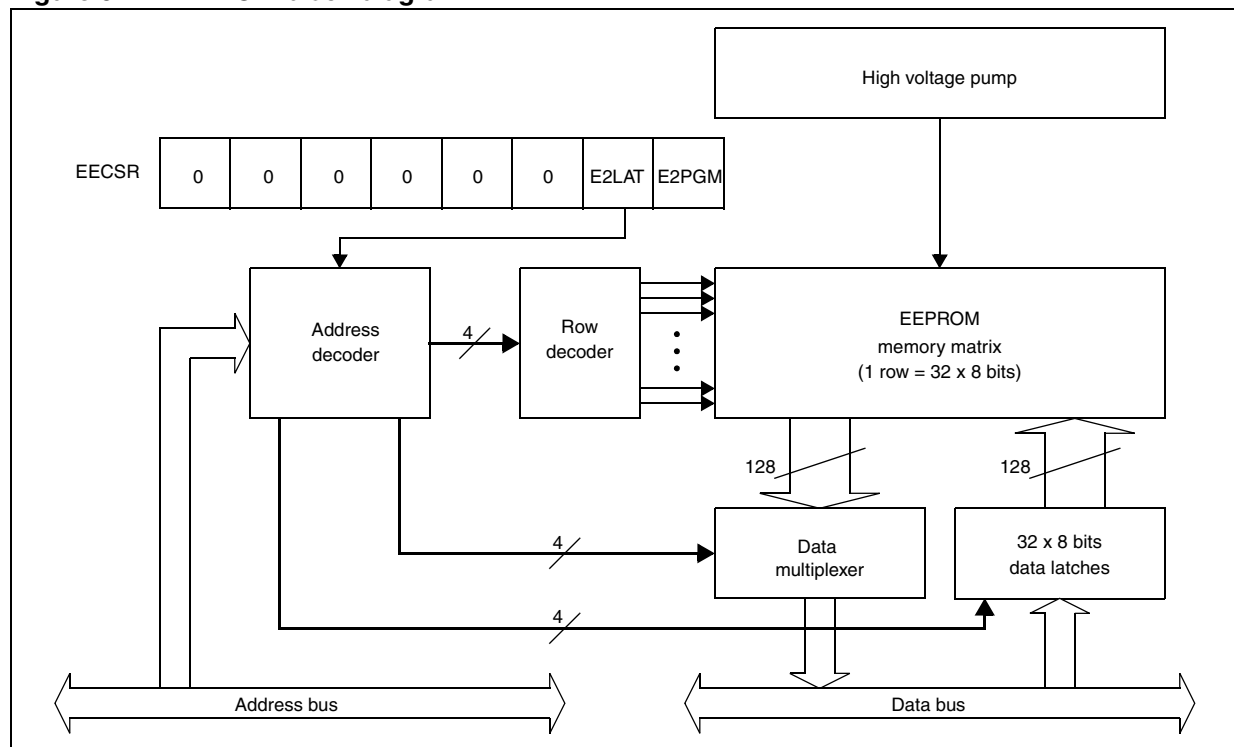 High voltage pump
EECSR 0 0 0 0 0 0 E2LAT E2PGM
Address
decoder
4
Row
decoder
EEPROM
memory matrix
(1 row = 32 x 8 bits)
128
128
4
Data
multiplexer
32 x 8 bits
data latches
4
Address bus
Data bus